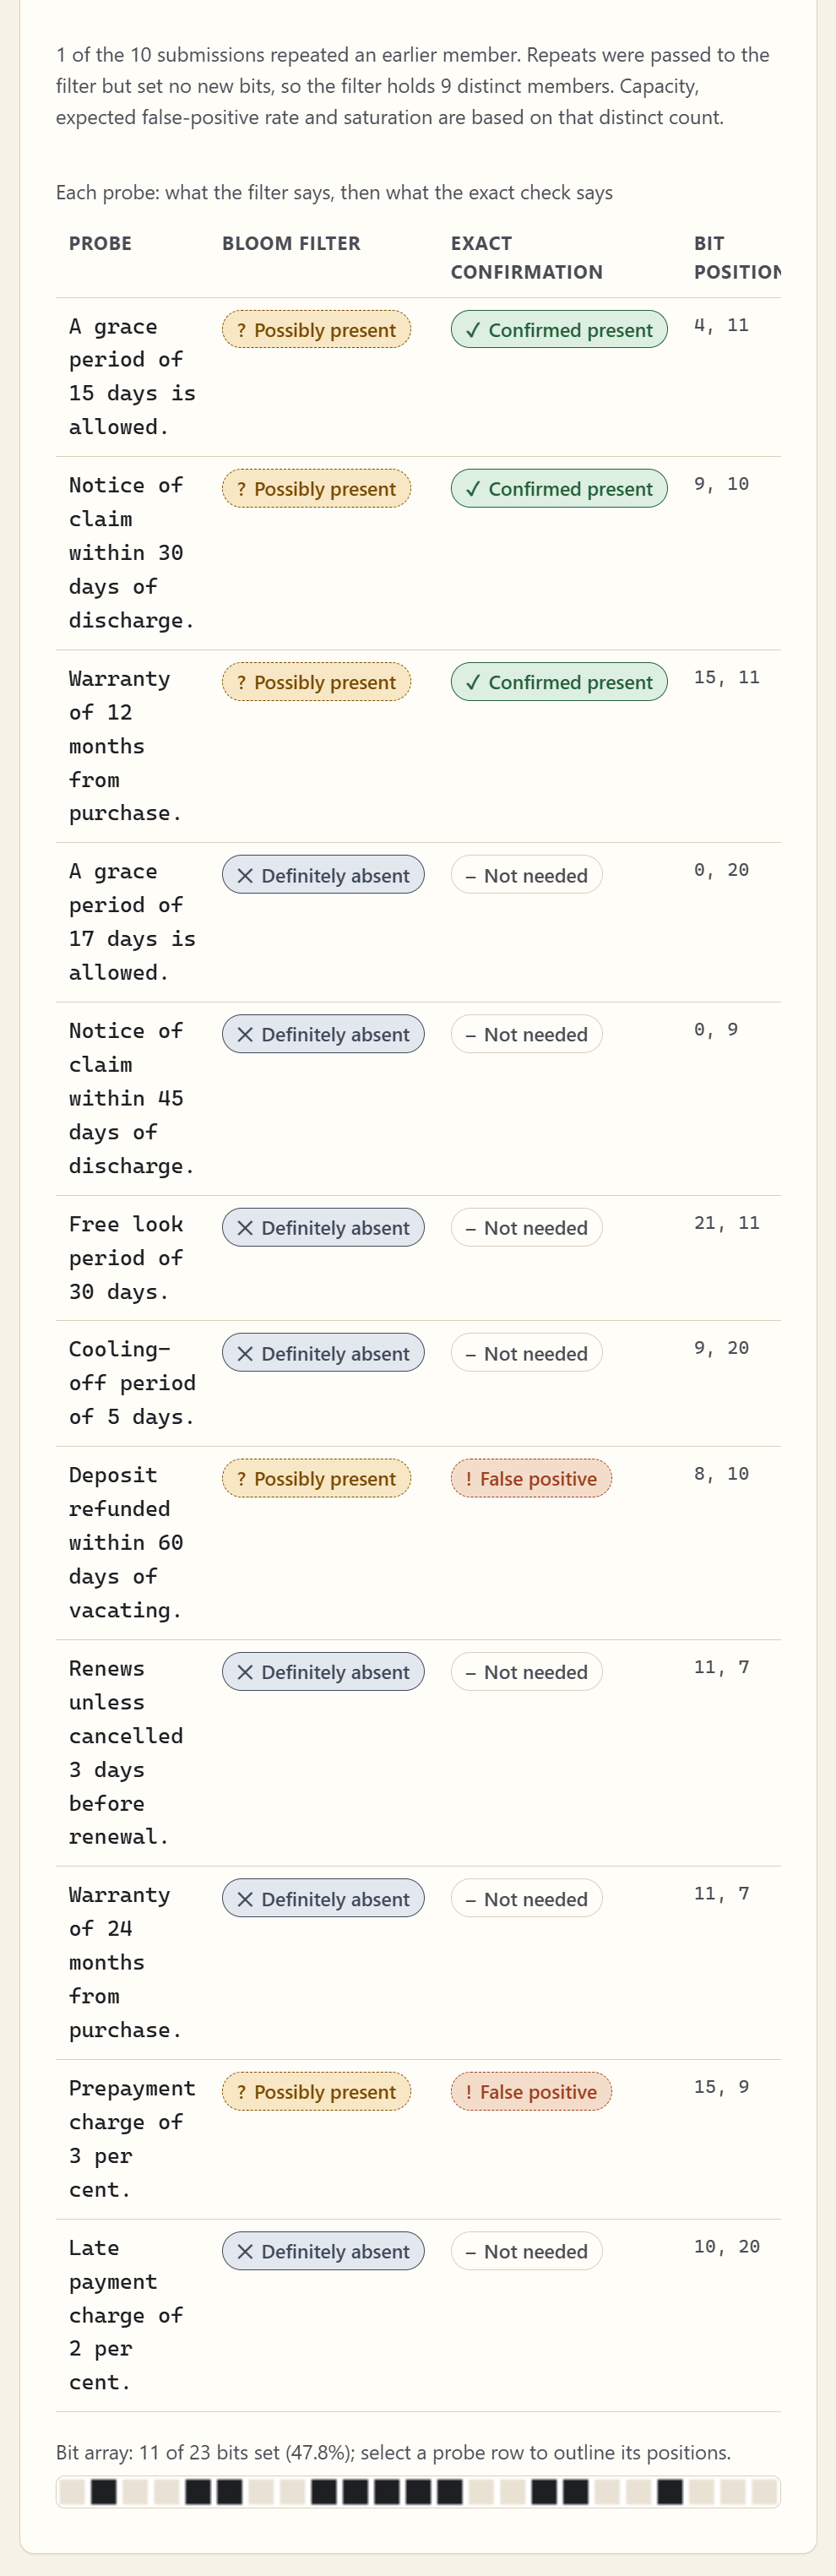 1 of the 10 submissions repeated an earlier member. Repeats were passed to the
filter but set no new bits, so the filter holds 9 distinct members. Capacity,
expected false-positive rate and saturation are based on that distinct count.
Each probe: what the filter says, then what the exact check says
PROBE BLOOM FILTER EXACT BIT
CONFIRMATION POSITION
A grace ? Possibly present ✓ Confirmed present 4, 11
period of
15 days is
allowed.
Notice of ? Possibly present ✓ Confirmed present 9, 10
claim
within 30
days of
discharge.
Warranty ? Possibly present ✓ Confirmed present 15, 11
of 12
months
from
purchase.
A grace ✕ Definitely absent – Not needed 0, 20
period of
17 days is
allowed.
Notice of ✕ Definitely absent – Not needed 0, 9
claim
within 45
days of
discharge.
Free look ✕ Definitely absent – Not needed 21, 11
period of
30 days.
Cooling- ✕ Definitely absent – Not needed 9, 20
off period
of 5 days.
Deposit ? Possibly present ! False positive 8, 10
refunded
within 60
days of
vacating.
Renews ✕ Definitely absent – Not needed 11, 7
unless
cancelled
3 days
before
renewal.
Warranty ✕ Definitely absent – Not needed 11, 7
of 24
months
from
purchase.
Prepayment ? Possibly present ! False positive 15, 9
charge of
3 per
cent.
Late ✕ Definitely absent – Not needed 10, 20
payment
charge of
2 per
cent.
Bit array: 11 of 23 bits set (47.8%); select a probe row to outline its positions.